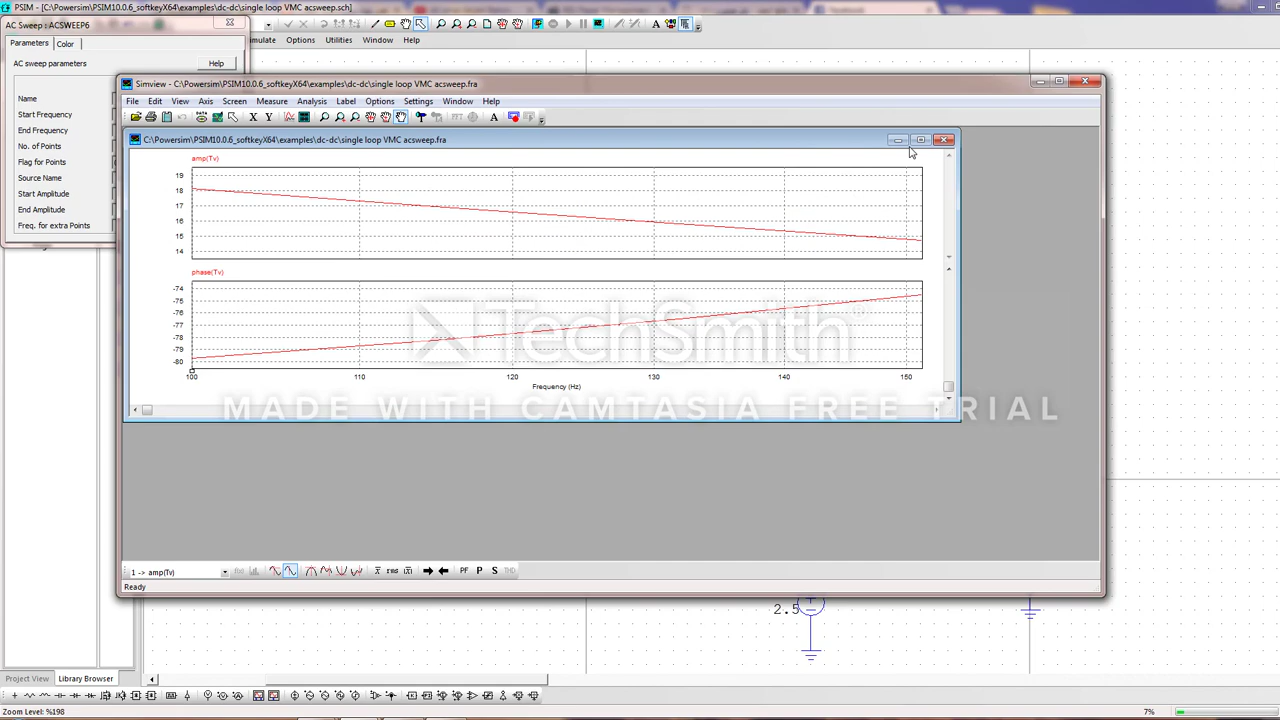 PSIM - [C:\Powersim\PSIM10.0.6_softkeyX64\examples\dc-dc\single loop VMC acsweep.sch]
AC Sweep : ACSWEEP6
Parameters Color
imulate Options Utilities Window Help
AC sweep parameters Help
Name
Start Frequency
End Frequency
No. of Points
Flag for Points
Source Name
Start Amplitude
End Amplitude
Freq. for extra Points
Simview - C:\Powersim\PSIM10.0.6_softkeyX64\examples\dc-dc\single loop VMC acsweep.fra
File Edit View Axis Screen Measure Analysis Label Options Settings Window Help
X Y FFT A
C:\Powersim\PSIM10.0.6_softkeyX64\examples\dc-dc\single loop VMC acsweep.fra
amp(Tv)
19
18
17
16
15
14
phase(Tv)
-74
-75
-76
-77
-78
-79
-80
100 110 120 130 140 150
Frequency (Hz)
TechSmith
MADE WITH CAMTASIA FREE TRIAL
1 -> amp(Tv) rms |x| PF P S THD
Ready
2.5
Project View Library Browser
Zoom Level: %198 7%